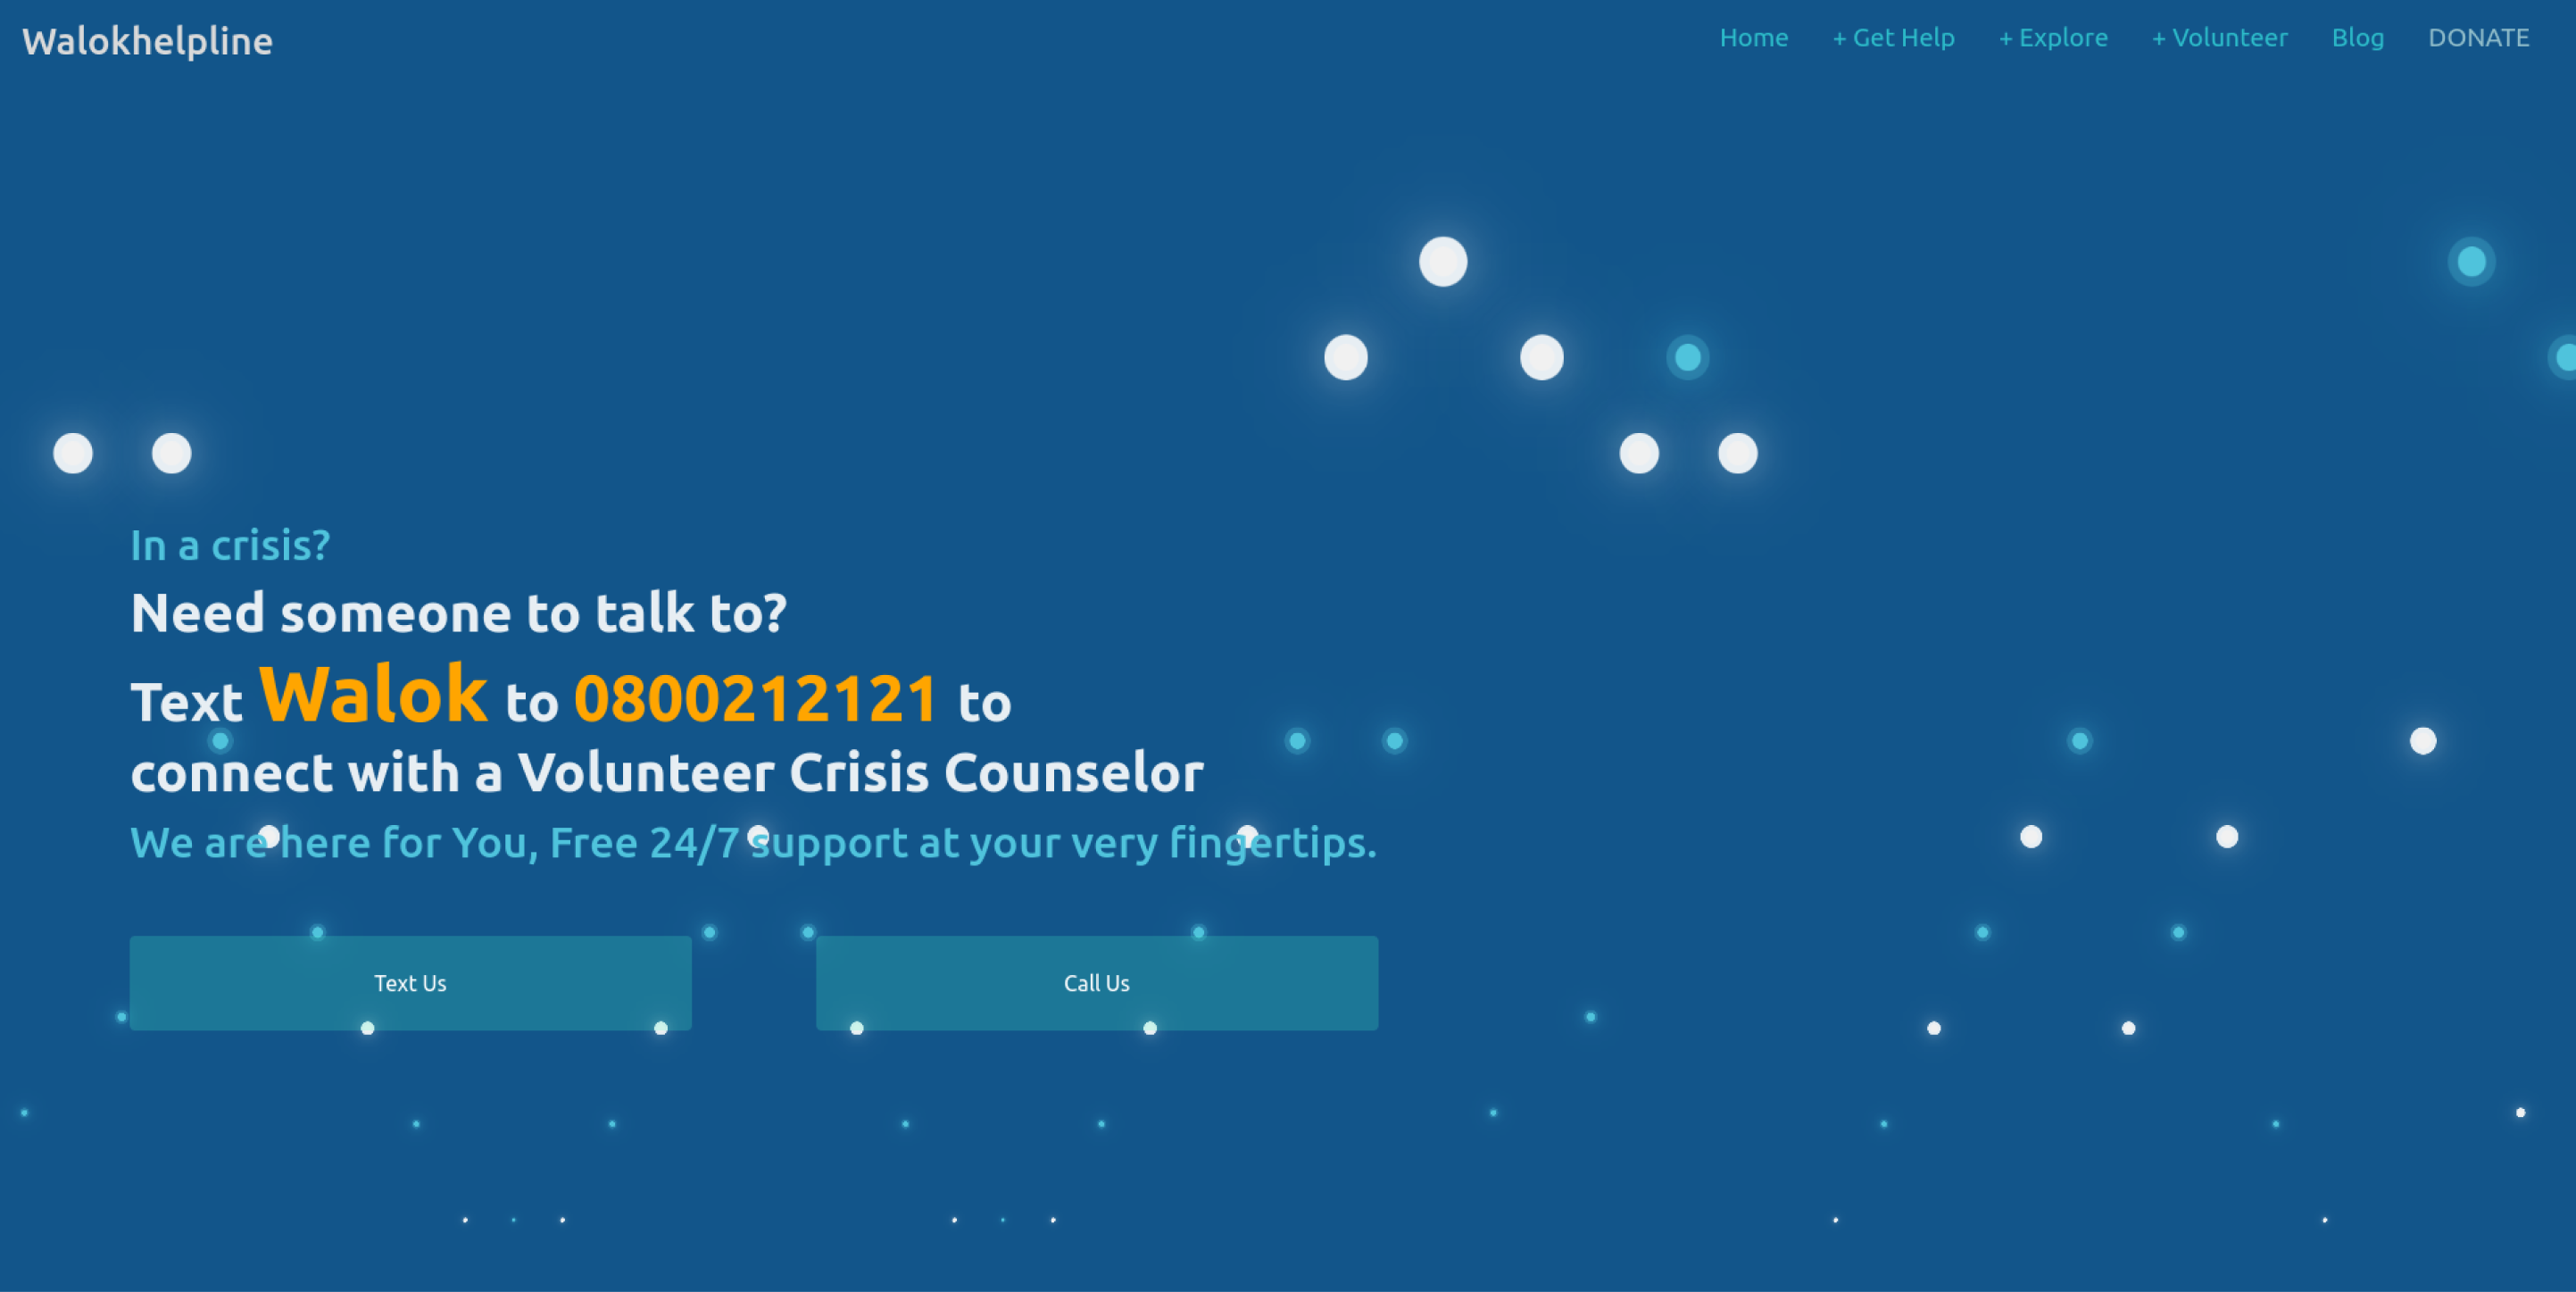 Walokhelpline
Home + Get Help + Explore + Volunteer Blog DONATE
In a crisis?
Need someone to talk to?
Text Walok to 0800212121 to
connect with a Volunteer Crisis Counselor
We are here for You, Free 24/7 support at your very fingertips.
Text Us
Call Us